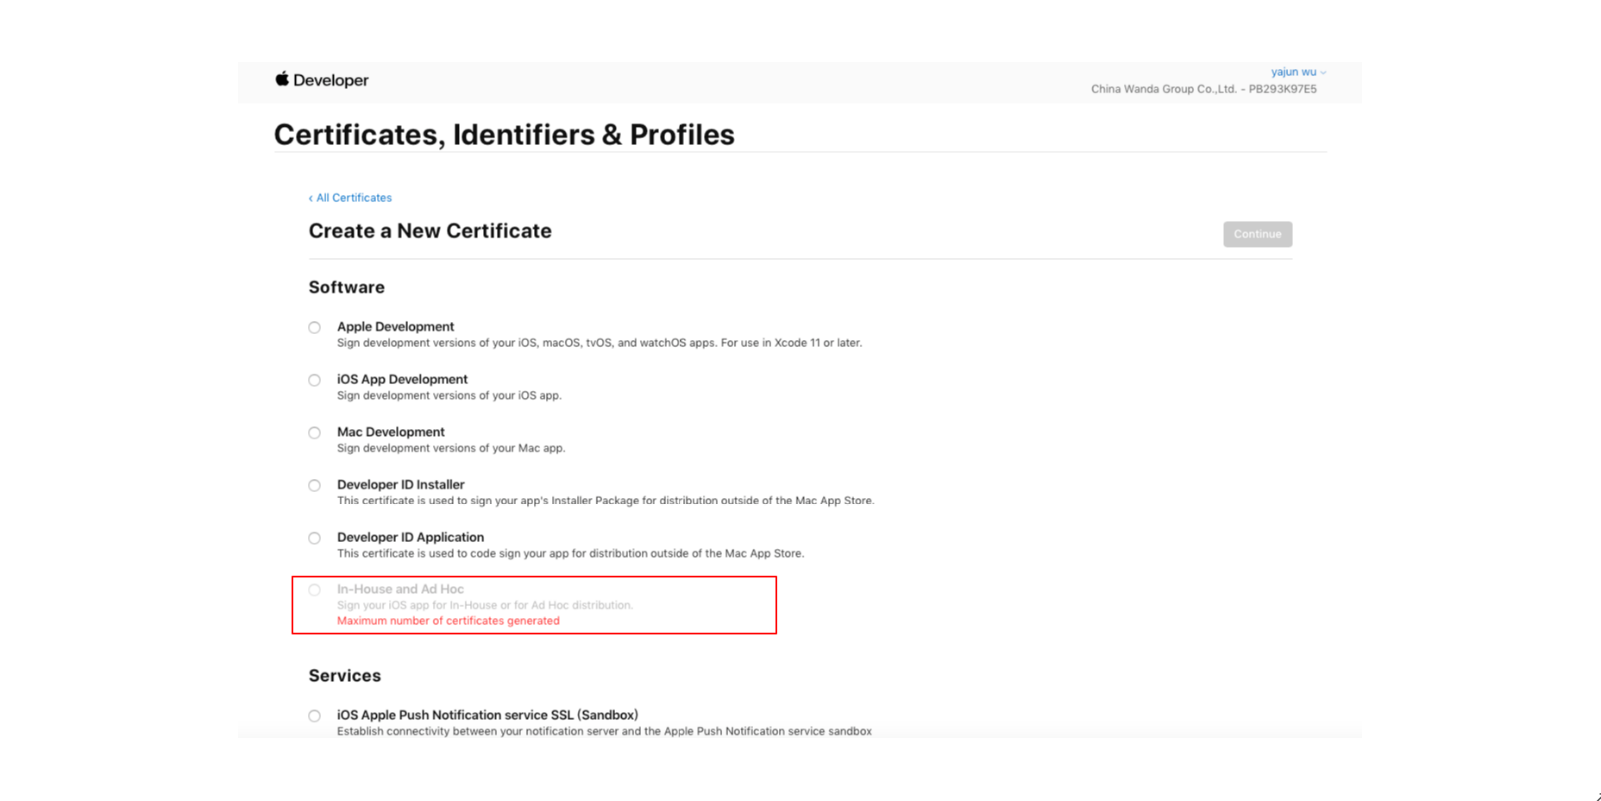 Developer
yajun wu
China Wanda Group Co.,Ltd. - PB293K97E5
Certificates, Identifiers & Profiles
‹ All Certificates
Create a New Certificate
Continue
Software
Apple Development
Sign development versions of your iOS, macOS, tvOS, and watchOS apps. For use in Xcode 11 or later.
iOS App Development
Sign development versions of your iOS app.
Mac Development
Sign development versions of your Mac app.
Developer ID Installer
This certificate is used to sign your app's Installer Package for distribution outside of the Mac App Store.
Developer ID Application
This certificate is used to code sign your app for distribution outside of the Mac App Store.
In-House and Ad Hoc
Sign your iOS app for In-House or for Ad Hoc distribution.
Maximum number of certificates generated
Services
iOS Apple Push Notification service SSL (Sandbox)
Establish connectivity between your notification server and the Apple Push Notification service sandbox